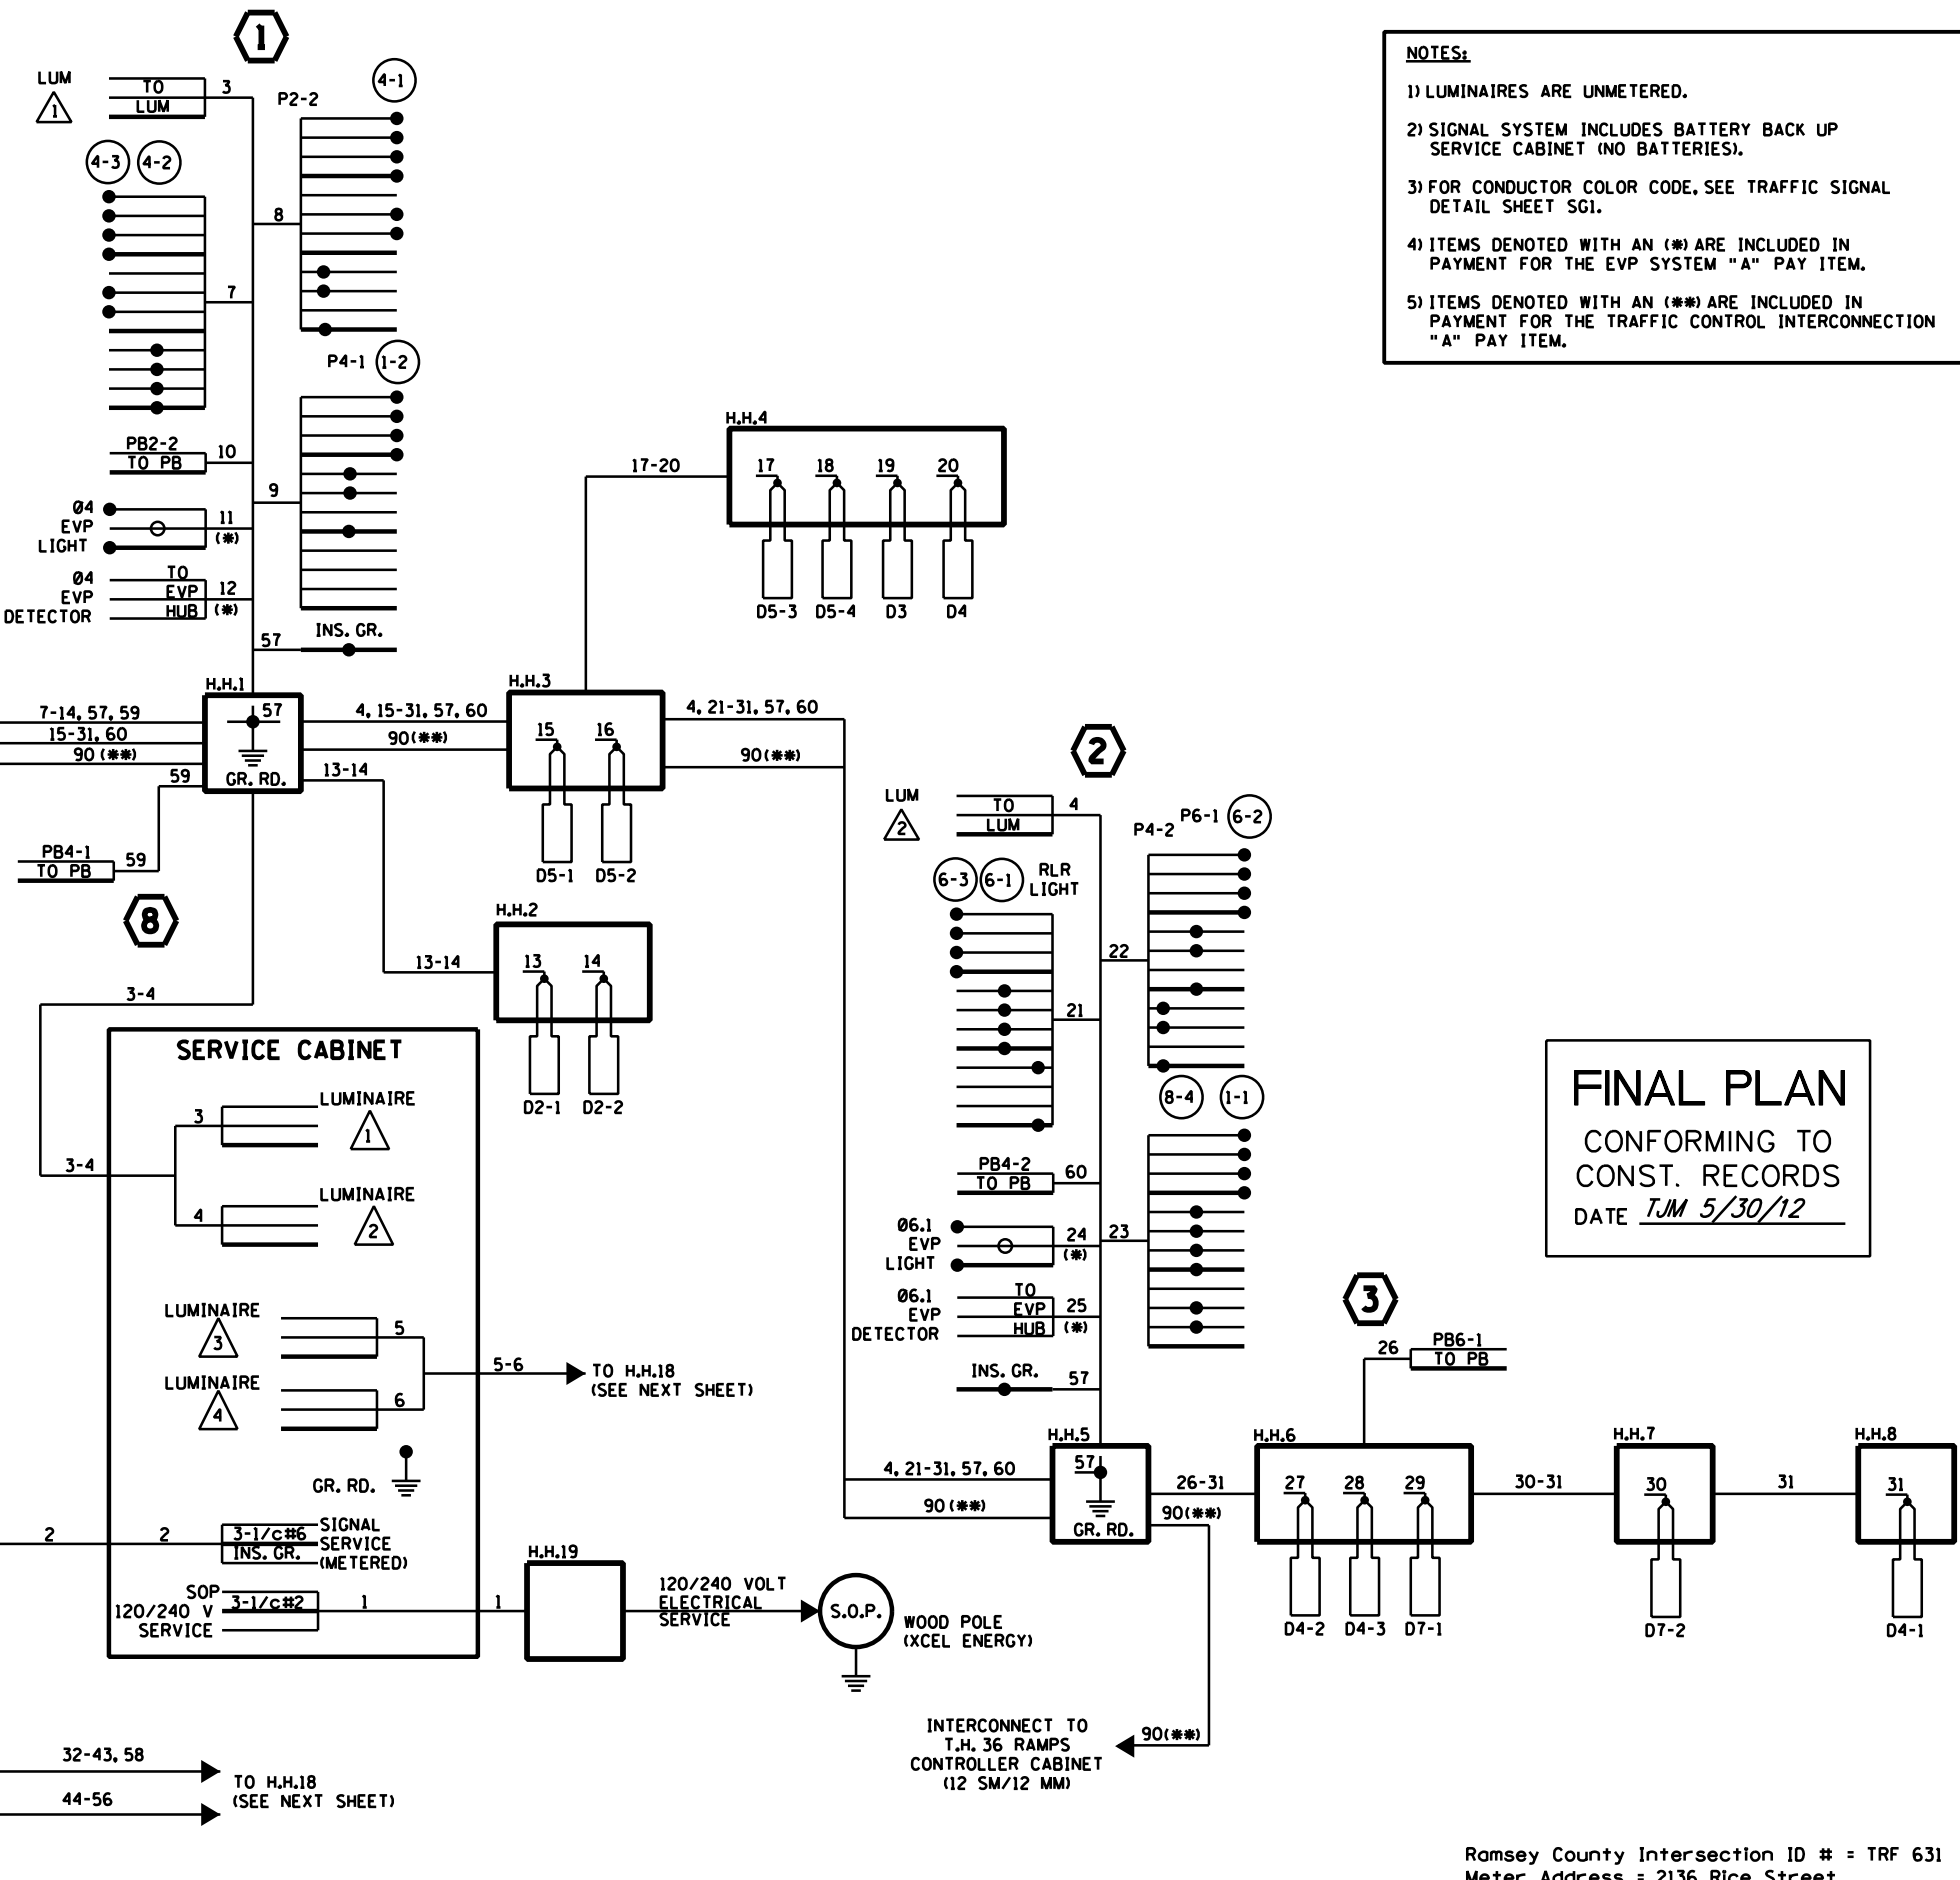 1
LUM
1
TO
LUM
3
P2-2
4-1
4-3
4-2
8
7
P4-1
1-2
PB2-2
TO PB
10
9
Ø4
EVP
LIGHT
11
(*)
Ø4
EVP
DETECTOR
TO
EVP
HUB
12
(*)
57
INS. GR.
H.H.1
57
GR. RD.
7-14, 57, 59
15-31, 60
90 (**)
59
PB4-1
TO PB
59
8
4, 15-31, 57, 60
90(**)
13-14
H.H.3
15
16
D5-1
D5-2
17-20
H.H.4
17
18
19
20
D5-3
D5-4
D3
D4
4, 21-31, 57, 60
90(**)
13-14
H.H.2
13
14
D2-1
D2-2
3-4
3-4
SERVICE CABINET
3
LUMINAIRE
1
4
LUMINAIRE
2
LUMINAIRE
3
5
LUMINAIRE
4
6
5-6
TO H.H.18
(SEE NEXT SHEET)
GR. RD.
2
2
3-1/c#6
INS. GR.
SIGNAL
SERVICE
(METERED)
SOP
120/240 V
SERVICE
3-1/c#2
1
1
H.H.19
120/240 VOLT
ELECTRICAL
SERVICE
S.O.P.
WOOD POLE
(XCEL ENERGY)
32-43, 58
44-56
TO H.H.18
(SEE NEXT SHEET)
2
LUM
2
TO
LUM
4
P4-2
P6-1
6-2
6-3
6-1
RLR
LIGHT
22
21
8-4
1-1
PB4-2
TO PB
60
Ø6.1
EVP
LIGHT
24
(*)
23
Ø6.1
EVP
DETECTOR
TO
EVP
HUB
25
(*)
INS. GR.
57
4, 21-31, 57, 60
90 (**)
H.H.5
57
GR. RD.
26-31
90(**)
90(**)
INTERCONNECT TO
T.H. 36 RAMPS
CONTROLLER CABINET
(12 SM/12 MM)
3
26
PB6-1
TO PB
H.H.6
27
28
29
D4-2
D4-3
D7-1
30-31
H.H.7
30
D7-2
31
H.H.8
31
D4-1
NOTES:
1) LUMINAIRES ARE UNMETERED.
2) SIGNAL SYSTEM INCLUDES BATTERY BACK UP
SERVICE CABINET (NO BATTERIES).
3) FOR CONDUCTOR COLOR CODE, SEE TRAFFIC SIGNAL
DETAIL SHEET SG1.
4) ITEMS DENOTED WITH AN (*) ARE INCLUDED IN
PAYMENT FOR THE EVP SYSTEM "A" PAY ITEM.
5) ITEMS DENOTED WITH AN (**) ARE INCLUDED IN
PAYMENT FOR THE TRAFFIC CONTROL INTERCONNECTION
"A" PAY ITEM.
FINAL PLAN
CONFORMING TO
CONST. RECORDS
DATE TJM 5/30/12
Ramsey County Intersection ID # = TRF 631
Meter Address = 2136 Rice Street